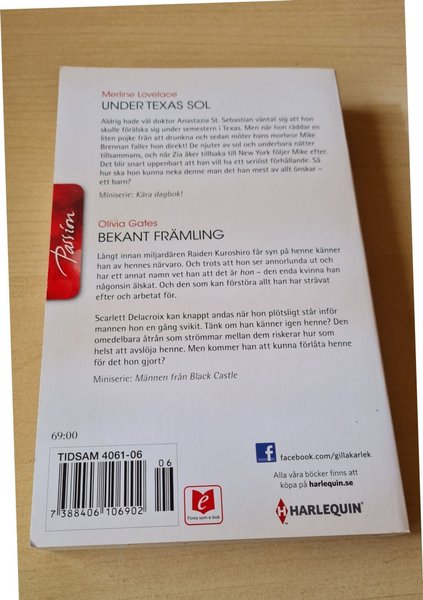 Merline Lovelace
UNDER TEXAS SOL
Aldrig hade väl doktor Anastazia St. Sebastian väntat sig att hon
skulle förälska sig under semestern i Texas. Men när hon räddar en
liten pojke från att drunkna och sedan möter hans morbror Mike
Brennan faller hon direkt! De njuter av sol och underbara nätter
tillsammans, och när Zia åker tillbaka till New York följer Mike efter.
Det blir snart uppenbart att han vill ha ett seriöst förhållande. Så
hur ska hon kunna neka denne man det han mest av allt önskar –
ett barn?
Miniserie: Kära dagbok!
Passion
Olivia Gates
BEKANT FRÄMLING
Långt innan miljardären Raiden Kuroshiro får syn på henne känner
han av hennes närvaro. Och trots att hon ser annorlunda ut och
har ett annat namn vet han att det är hon – den enda kvinna han
någonsin älskat. Och den som kan förstöra allt han har strävat
efter och arbetat för.
Scarlett Delacroix kan knappt andas när hon plötsligt står inför
mannen hon en gång svikit. Tänk om han känner igen henne? Den
omedelbara åtrån som strömmar mellan dem riskerar hur som
helst att avslöja henne. Men kommer han att kunna förlåta henne
för det hon gjort?
Miniserie: Männen från Black Castle
69:00
TIDSAM 4061-06
06
7 388406 106902
e
Finns som e-bok
facebook.com/gillakarlek
Alla våra böcker finns att
köpa på harlequin.se
HARLEQUIN